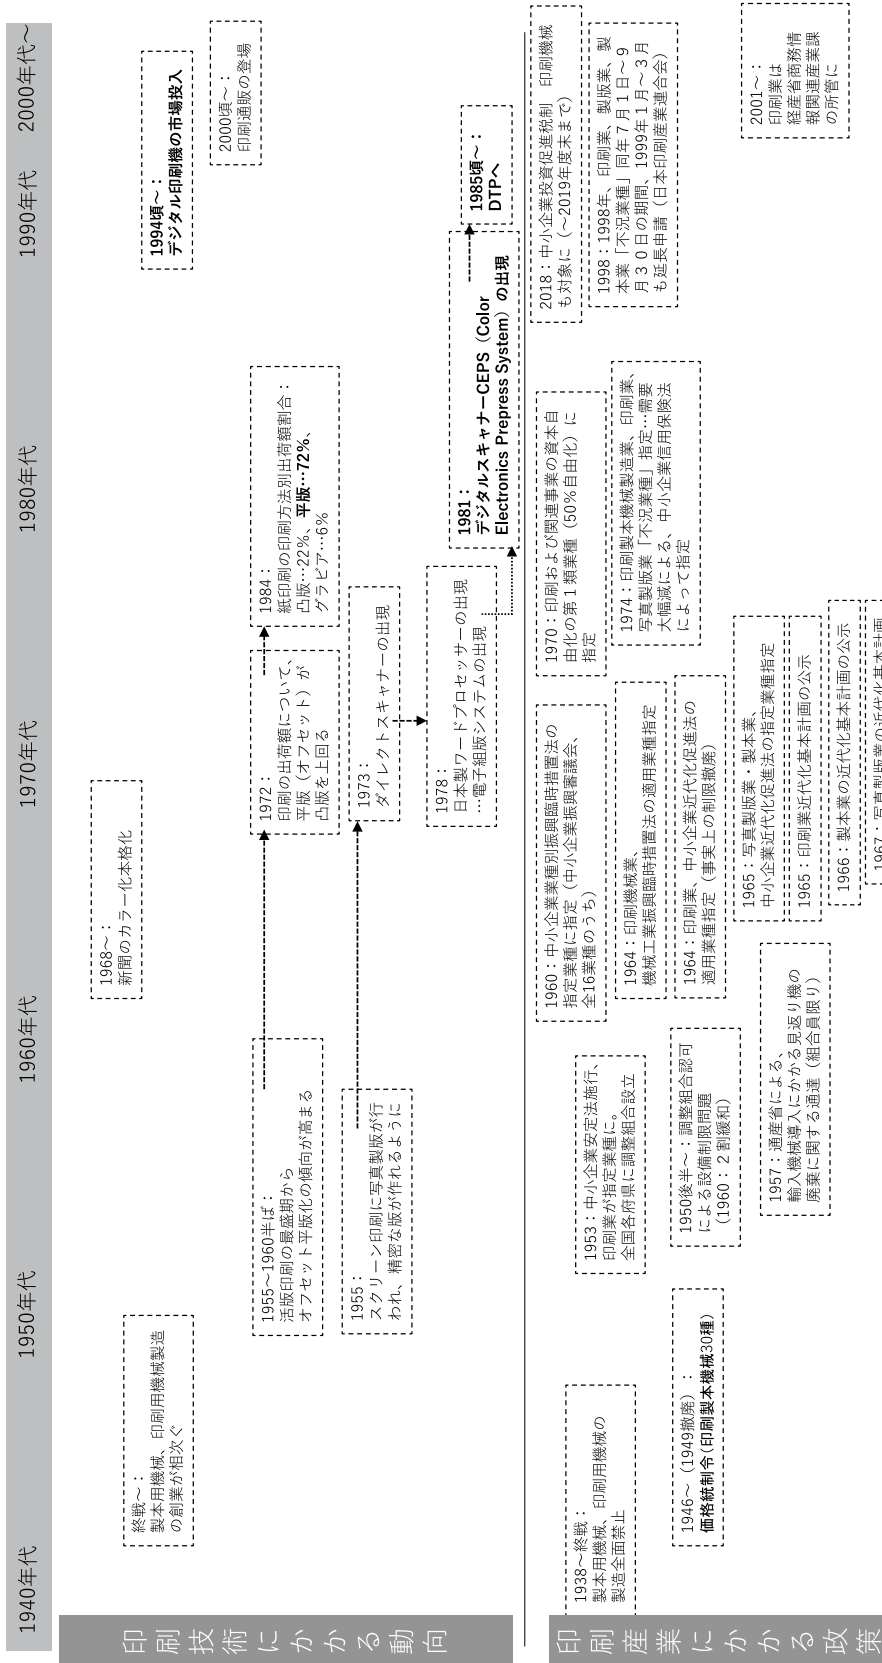 1940年代
1950年代
1960年代
1970年代
1980年代
1990年代
2000年代～
印刷技術にかかる動向
終戦～：
製本用機械、印刷用機械製造
の創業が相次ぐ
1968～：
新聞のカラー化本格化
1994頃～：
デジタル印刷機の市場投入
2000頃～：
印刷通販の登場
1955～1960半ば：
活版印刷の最盛期から
オフセット平版化の傾向が高まる
1972：
印刷の出荷額について、
平版（オフセット）が
凸版を上回る
1984：
紙印刷の印刷方法別出荷額割合：
凸版…22%、平版…72%、
グラビア…6%
1955：
スクリーン印刷に写真製版が行
われ、精密な版が作れるように
1973：
ダイレクトスキャナーの出現
1978：
日本製ワードプロセッサーの出現
…電子組版システムの出現
1981：
デジタルスキャナーCEPS（Color
Electronics Prepress System）の出現
1985頃～：
DTPへ
印刷産業にかかる政策
1938～終戦：
製本用機械、印刷用機械の
製造全面禁止
1946～（1949撤廃）：
価格統制令(印刷製本機械30種)
1953：中小企業安定法施行、
印刷業が指定業種に。
全国各府県に調整組合設立
1950後半～：調整組合認可
による設備制限問題
（1960：２割緩和）
1957：通産省による、
輸入機械導入にかかる見返り機の
廃棄に関する通達（組合員限り）
1960：中小企業業種別振興臨時措置法の
指定業種に指定（中小企業振興審議会、
全16業種のうち）
1964：印刷機械業、
機械工業振興臨時措置法の適用業種指定
1964：印刷業、中小企業近代化促進法の
適用業種指定（事実上の制限撤廃）
1965：写真製版業・製本業、
中小企業近代化促進法の指定業種指定
1965：印刷業近代化基本計画の公示
1966：製本業の近代化基本計画の公示
1967：写真製版業の近代化基本計画
1970：印刷および関連事業の資本自
由化の第１類業種（50%自由化）に
指定
1974：印刷製本機械製造業、印刷業、
写真製版業「不況業種」指定…需要
大幅減による、中小企業信用保険法
によって指定
2018：中小企業投資促進税制　印刷機械
も対象に（～2019年度末まで）
1998：1998年、印刷業、製版業、製
本業「不況業種」同年７月１日～９
月３０日の期間、1999年１月～３月
も延長申請（日本印刷産業連合会）
2001～：
印刷業は
経産省商務情
報関連産業課
の所管に